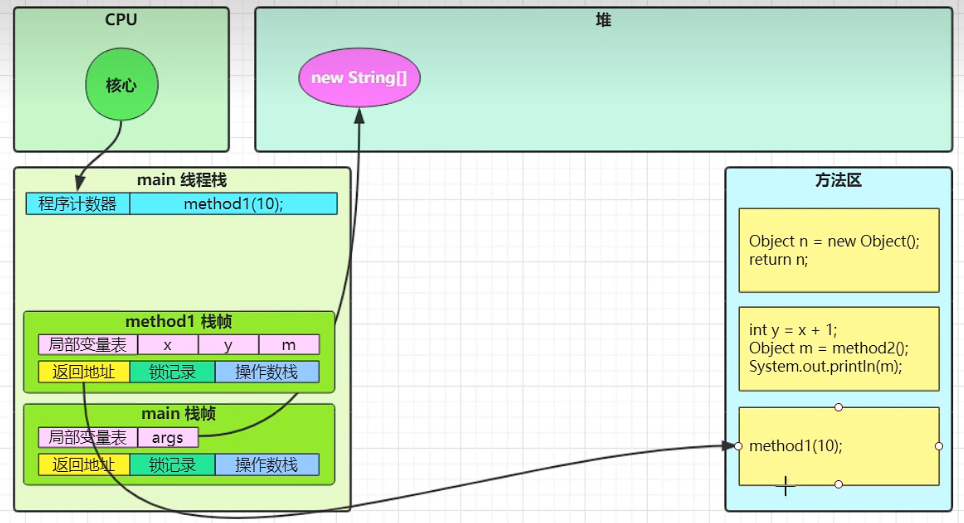 CPU
核心
堆
new String[]
main 线程栈
程序计数器 method1(10);
method1 栈帧
局部变量表 x y m
返回地址 锁记录 操作数栈
main 栈帧
局部变量表 args
返回地址 锁记录 操作数栈
方法区
Object n = new Object();
return n;
int y = x + 1;
Object m = method2();
System.out.println(m);
method1(10);